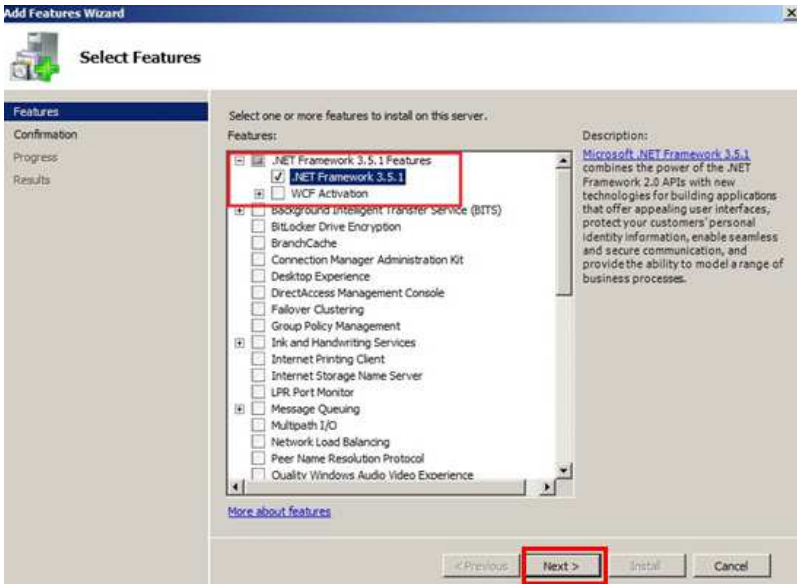 Add Features Wizard
Select Features
Features
Confirmation
Progress
Results
Select one or more features to install on this server.
Features:
.NET Framework 3.5.1 Features
.NET Framework 3.5.1
WCF Activation
Background Intelligent Transfer Service (BITS)
BitLocker Drive Encryption
BranchCache
Connection Manager Administration Kit
Desktop Experience
DirectAccess Management Console
Failover Clustering
Group Policy Management
Ink and Handwriting Services
Internet Printing Client
Internet Storage Name Server
LPR Port Monitor
Message Queuing
Multipath I/O
Network Load Balancing
Peer Name Resolution Protocol
Quality Windows Audio Video Experience
More about features
Description:
Microsoft .NET Framework 3.5.1
combines the power of the .NET
Framework 2.0 APIs with new
technologies for building applications
that offer appealing user interfaces,
protect your customers' personal
identity information, enable seamless
and secure communication, and
provide the ability to model a range of
business processes.
< Previous
Next >
Install
Cancel